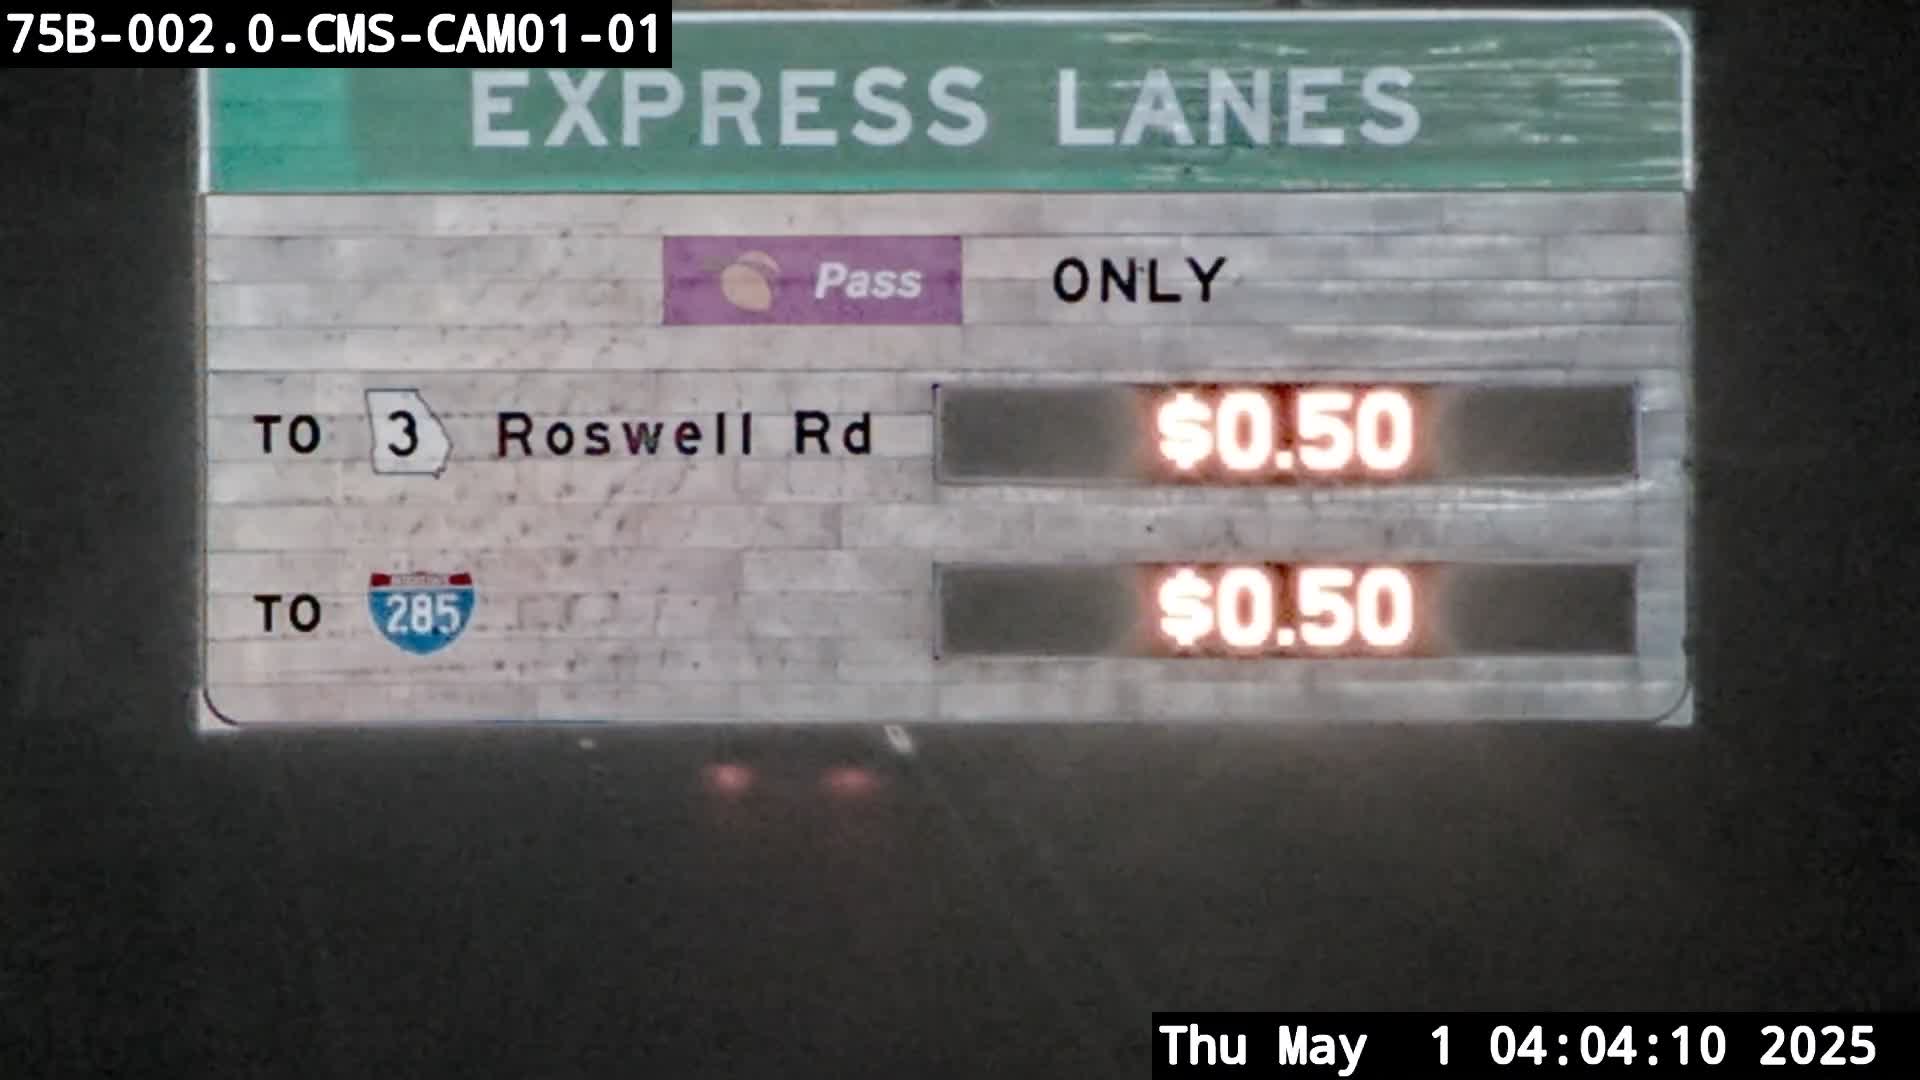 75B-002.0-CMS-CAM01-01
EXPRESS LANES
Pass ONLY
TO 3 Roswell Rd $0.50
TO 285 $0.50
Thu May 1 04:04:10 2025